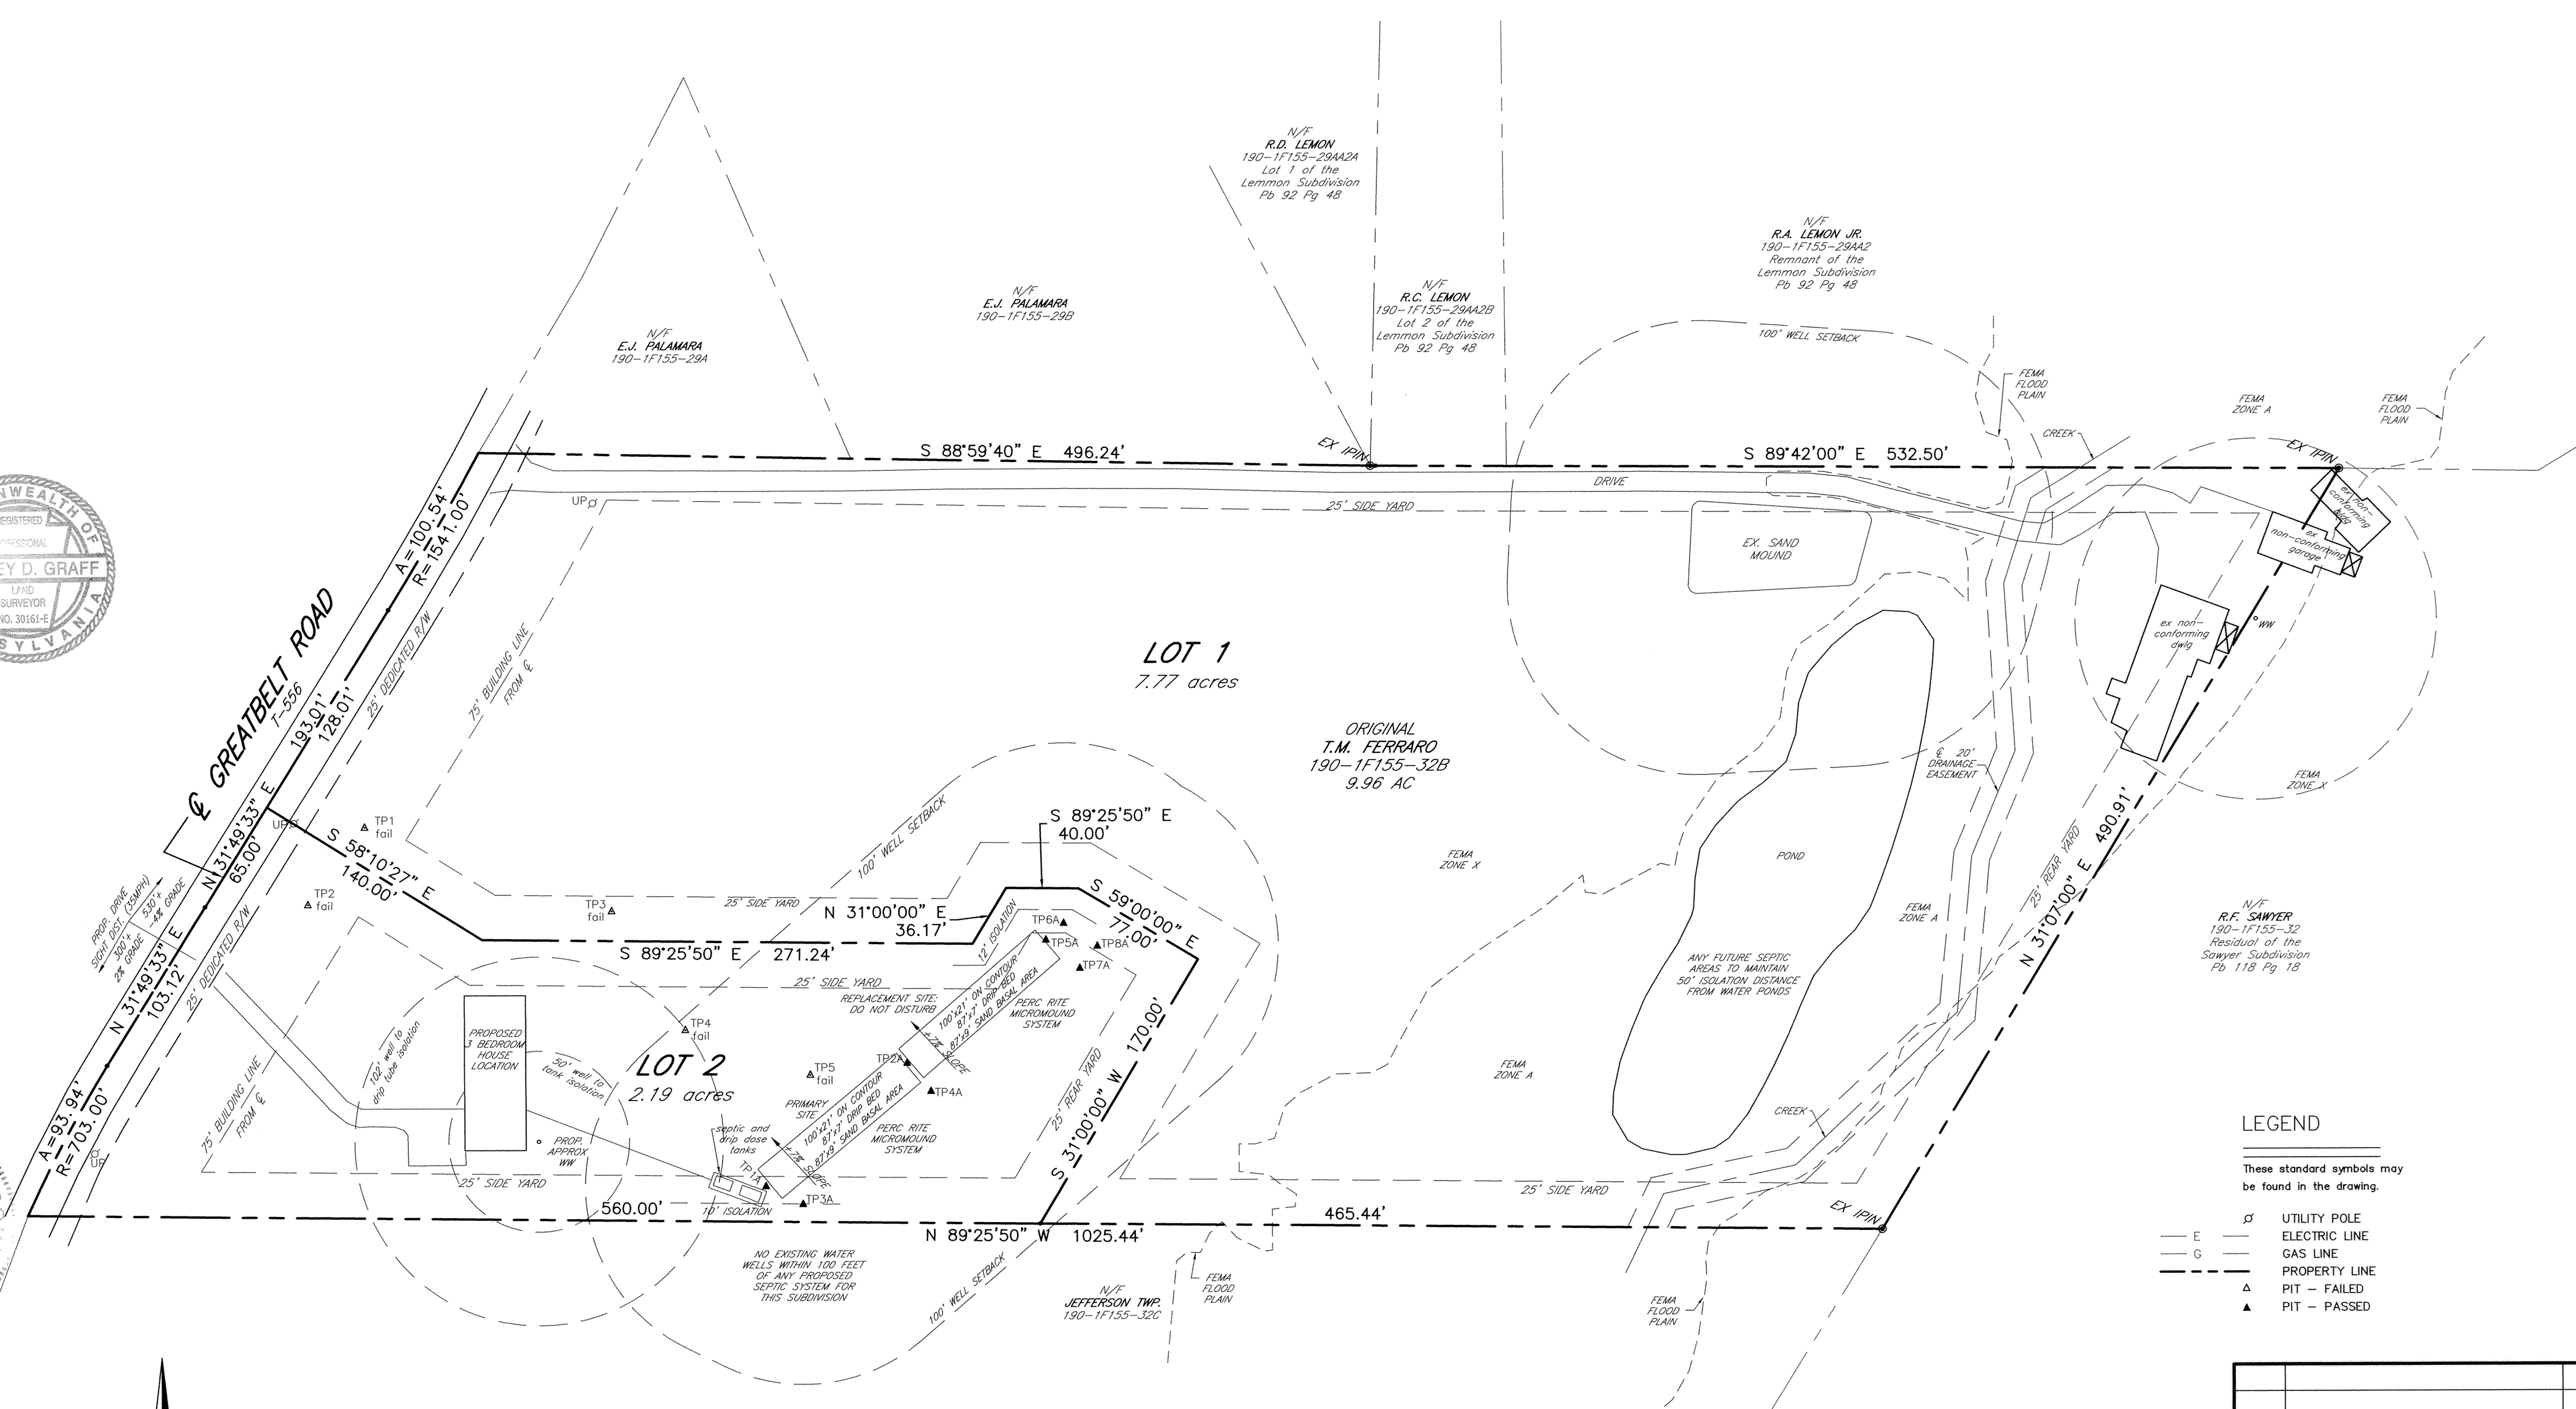 N/F
R.D. LEMON
190-1F155-29AA2A
Lot 1 of the
Lemmon Subdivision
Pb 92 Pg 48
N/F
R.A. LEMON JR.
190-1F155-29AA2
Remnant of the
Lemmon Subdivision
Pb 92 Pg 48
N/F
E.J. PALAMARA
190-1F155-29B
N/F
R.C. LEMON
190-1F155-29AA2B
Lot 2 of the
Lemmon Subdivision
Pb 92 Pg 48
N/F
E.J. PALAMARA
190-1F155-29A
100' WELL SETBACK
FEMA
FLOOD
PLAIN
FEMA
ZONE A
FEMA
FLOOD
PLAIN
CREEK
S 88°59'40" E 496.24'
EX IPIN
S 89°42'00" E 532.50'
EX IPIN
DRIVE
UP
25' SIDE YARD
EX. SAND
MOUND
ex non-
conforming
bldg
ex
non-conforming
garage
ex non-
conforming
dwlg
WW
REGISTERED
PROFESSIONAL
EY D. GRAFF
LAND
SURVEYOR
NO. 30161-E
A=100.54'
R=1541.00'
25' DEDICATED R/W
75' BUILDING LINE
FROM ℄
℄ GREATBELT ROAD
T-556
193.01'
128.01'
N 31°49'33" E
65.00'
LOT 1
7.77 acres
ORIGINAL
T.M. FERRARO
190-1F155-32B
9.96 AC
℄ 20'
DRAINAGE
EASEMENT
FEMA
ZONE X
N 31°07'00" E 490.91'
25' REAR YARD
UP
TP1
fail
S 58°10'27" E
140.00'
TP2
fail
TP3
fail
25' SIDE YARD
100' WELL SETBACK
S 89°25'50" E
40.00'
N 31°00'00" E
36.17'
S 59°00'00" E
77.00'
12' ISOLATION
TP6A
TP5A
TP8A
TP7A
S 89°25'50" E 271.24'
25' SIDE YARD
FEMA
ZONE X
POND
FEMA
ZONE A
N/F
R.F. SAWYER
190-1F155-32
Residual of the
Sawyer Subdivision
Pb 118 Pg 18
ANY FUTURE SEPTIC
AREAS TO MAINTAIN
50' ISOLATION DISTANCE
FROM WATER PONDS
PROP. DRIVE
SIGHT DIST. (35MPH)
530'+
-4% GRADE
300'+
2% GRADE
N 31°49'33" E
103.12'
25' DEDICATED R/W
75' BUILDING LINE
FROM ℄
A=93.94'
R=703.00'
UP
PROPOSED
3 BEDROOM
HOUSE
LOCATION
102' well to
drip tube isolation
50' well to
tank isolation
PROP.
APPROX
WW
TP4
fail
LOT 2
2.19 acres
TP5
fail
REPLACEMENT SITE:
DO NOT DISTURB
100'x21' ON CONTOUR
87'x7' DRIP BED
87'x9' SAND BASAL AREA
PERC RITE
MICROMOUND
SYSTEM
7% SLOPE
TP2A
TP4A
PRIMARY
SITE
100'x21' ON CONTOUR
87'x7' DRIP BED
87'x9' SAND BASAL AREA
PERC RITE
MICROMOUND
SYSTEM
7% SLOPE
septic and
drip dose
tanks
TP1A
TP3A
10' ISOLATION
25' SIDE YARD
25' REAR YARD
S 31°00'00" W 170.00'
560.00'
N 89°25'50" W 1025.44'
465.44'
25' SIDE YARD
FEMA
ZONE A
CREEK
EX IPIN
NO EXISTING WATER
WELLS WITHIN 100 FEET
OF ANY PROPOSED
SEPTIC SYSTEM FOR
THIS SUBDIVISION
100' WELL SETBACK
N/F
JEFFERSON TWP.
190-1F155-32C
FEMA
FLOOD
PLAIN
FEMA
FLOOD
PLAIN
LEGEND
These standard symbols may
be found in the drawing.
UTILITY POLE
E ELECTRIC LINE
G GAS LINE
PROPERTY LINE
PIT - FAILED
PIT - PASSED